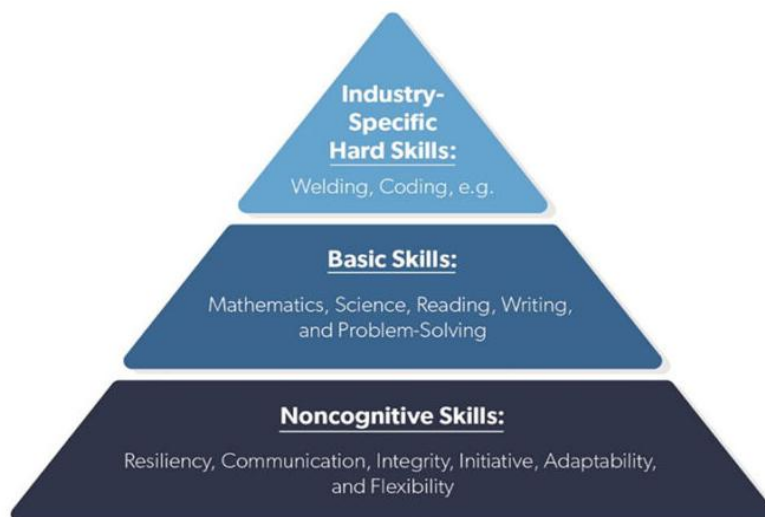 Industry-
Specific
Hard Skills:
Welding, Coding, e.g.
Basic Skills:
Mathematics, Science, Reading, Writing,
and Problem-Solving
Noncognitive Skills:
Resiliency, Communication, Integrity, Initiative, Adaptability,
and Flexibility